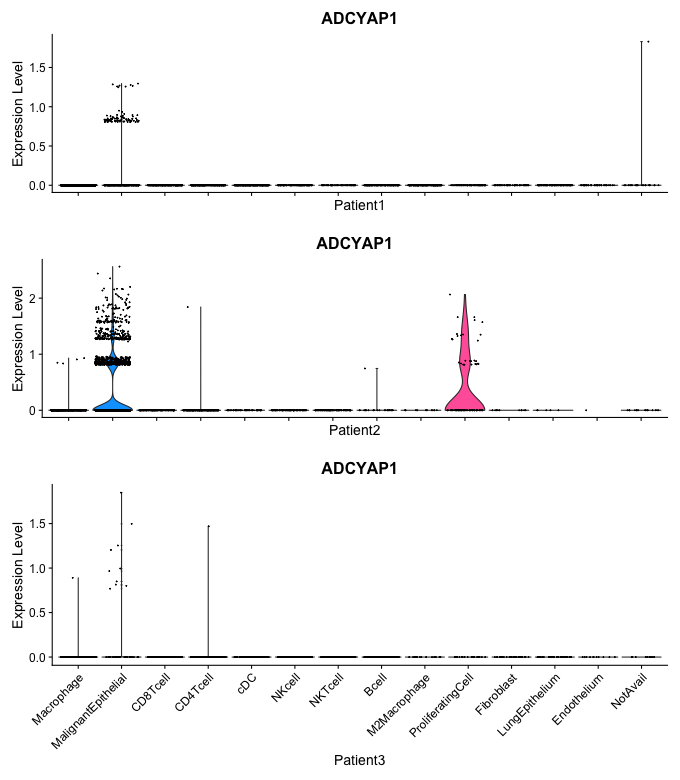 ADCYAP1
Expression Level
1.5
1.0
0.5
0.0
Patient1
ADCYAP1
Expression Level
2
1
0
Patient2
ADCYAP1
Expression Level
1.5
1.0
0.5
0.0
Macrophage
MalignantEpithelial
CD8Tcell
CD4Tcell
cDC
NKcell
NKTcell
Bcell
M2Macrophage
ProliferatingCell
Fibroblast
LungEpithelium
Endothelium
NotAvail
Patient3